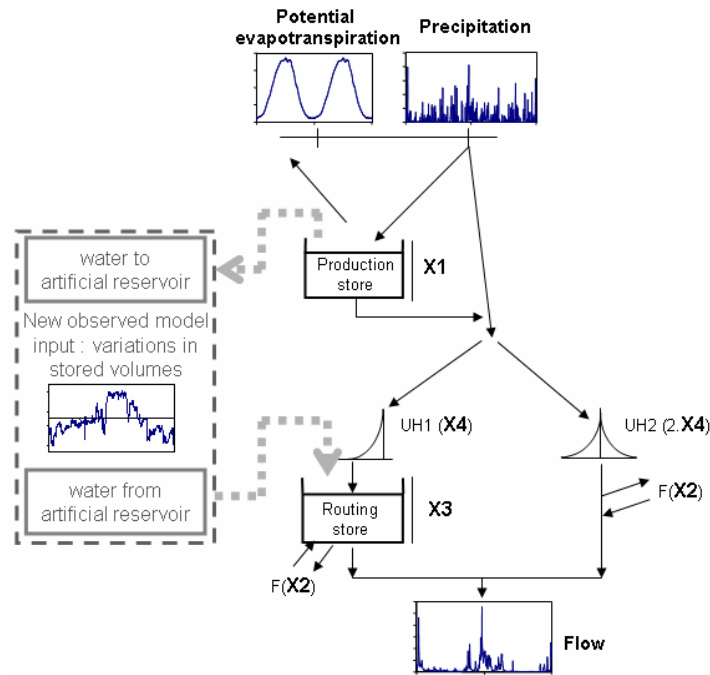 Potential
evapotranspiration
Precipitation
water to
artificial reservoir
Production
store
X1
New observed model
input : variations in
stored volumes
UH1 (X4)
UH2 (2.X4)
water from
artificial reservoir
Routing
store
X3
F(X2)
F(X2)
Flow